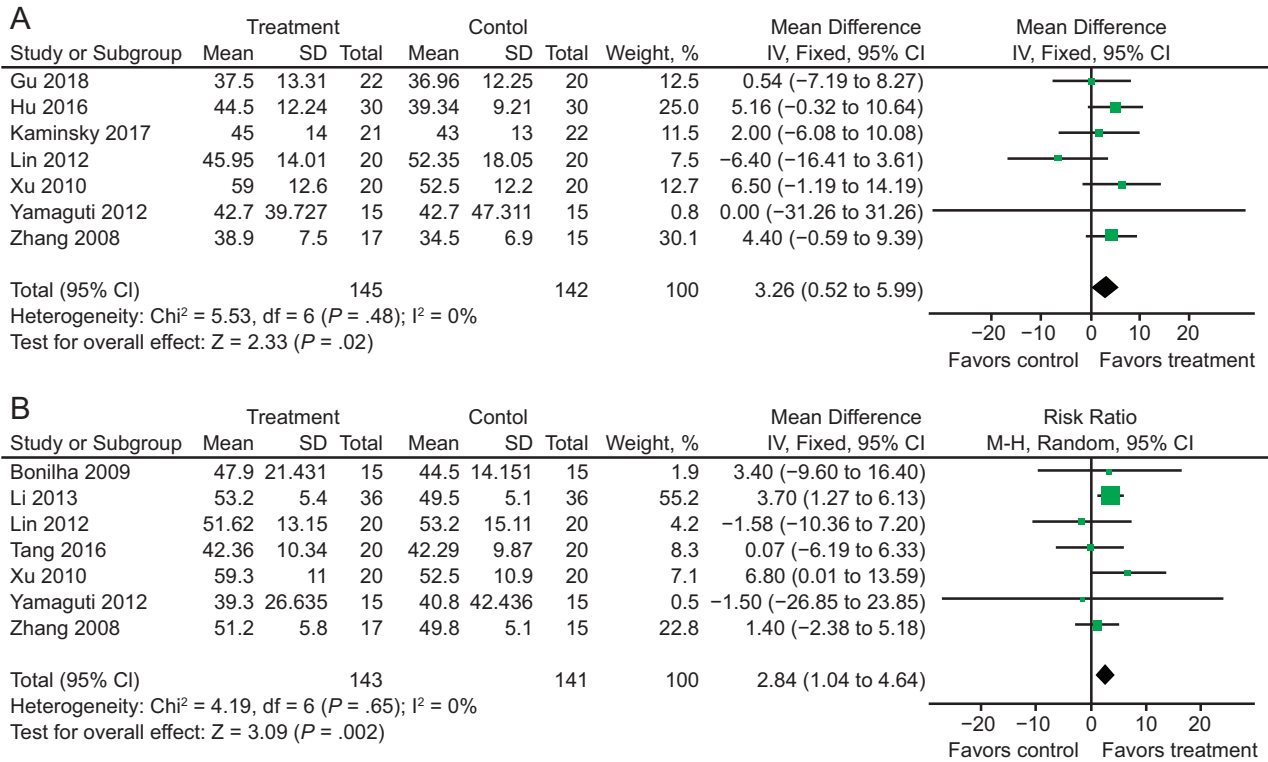 A
Treatment Contol Mean Difference Mean Difference
Study or Subgroup Mean SD Total Mean SD Total Weight, % IV, Fixed, 95% CI IV, Fixed, 95% CI
Gu 2018 37.5 13.31 22 36.96 12.25 20 12.5 0.54 (−7.19 to 8.27)
Hu 2016 44.5 12.24 30 39.34 9.21 30 25.0 5.16 (−0.32 to 10.64)
Kaminsky 2017 45 14 21 43 13 22 11.5 2.00 (−6.08 to 10.08)
Lin 2012 45.95 14.01 20 52.35 18.05 20 7.5 −6.40 (−16.41 to 3.61)
Xu 2010 59 12.6 20 52.5 12.2 20 12.7 6.50 (−1.19 to 14.19)
Yamaguti 2012 42.7 39.727 15 42.7 47.311 15 0.8 0.00 (−31.26 to 31.26)
Zhang 2008 38.9 7.5 17 34.5 6.9 15 30.1 4.40 (−0.59 to 9.39)
Total (95% CI) 145 142 100 3.26 (0.52 to 5.99)
Heterogeneity: Chi² = 5.53, df = 6 (P = .48); I² = 0%
Test for overall effect: Z = 2.33 (P = .02)
−20 −10 0 10 20
Favors control Favors treatment
B
Treatment Contol Mean Difference Risk Ratio
Study or Subgroup Mean SD Total Mean SD Total Weight, % IV, Fixed, 95% CI M-H, Random, 95% CI
Bonilha 2009 47.9 21.431 15 44.5 14.151 15 1.9 3.40 (−9.60 to 16.40)
Li 2013 53.2 5.4 36 49.5 5.1 36 55.2 3.70 (1.27 to 6.13)
Lin 2012 51.62 13.15 20 53.2 15.11 20 4.2 −1.58 (−10.36 to 7.20)
Tang 2016 42.36 10.34 20 42.29 9.87 20 8.3 0.07 (−6.19 to 6.33)
Xu 2010 59.3 11 20 52.5 10.9 20 7.1 6.80 (0.01 to 13.59)
Yamaguti 2012 39.3 26.635 15 40.8 42.436 15 0.5 −1.50 (−26.85 to 23.85)
Zhang 2008 51.2 5.8 17 49.8 5.1 15 22.8 1.40 (−2.38 to 5.18)
Total (95% CI) 143 141 100 2.84 (1.04 to 4.64)
Heterogeneity: Chi² = 4.19, df = 6 (P = .65); I² = 0%
Test for overall effect: Z = 3.09 (P = .002)
−20 −10 0 10 20
Favors control Favors treatment